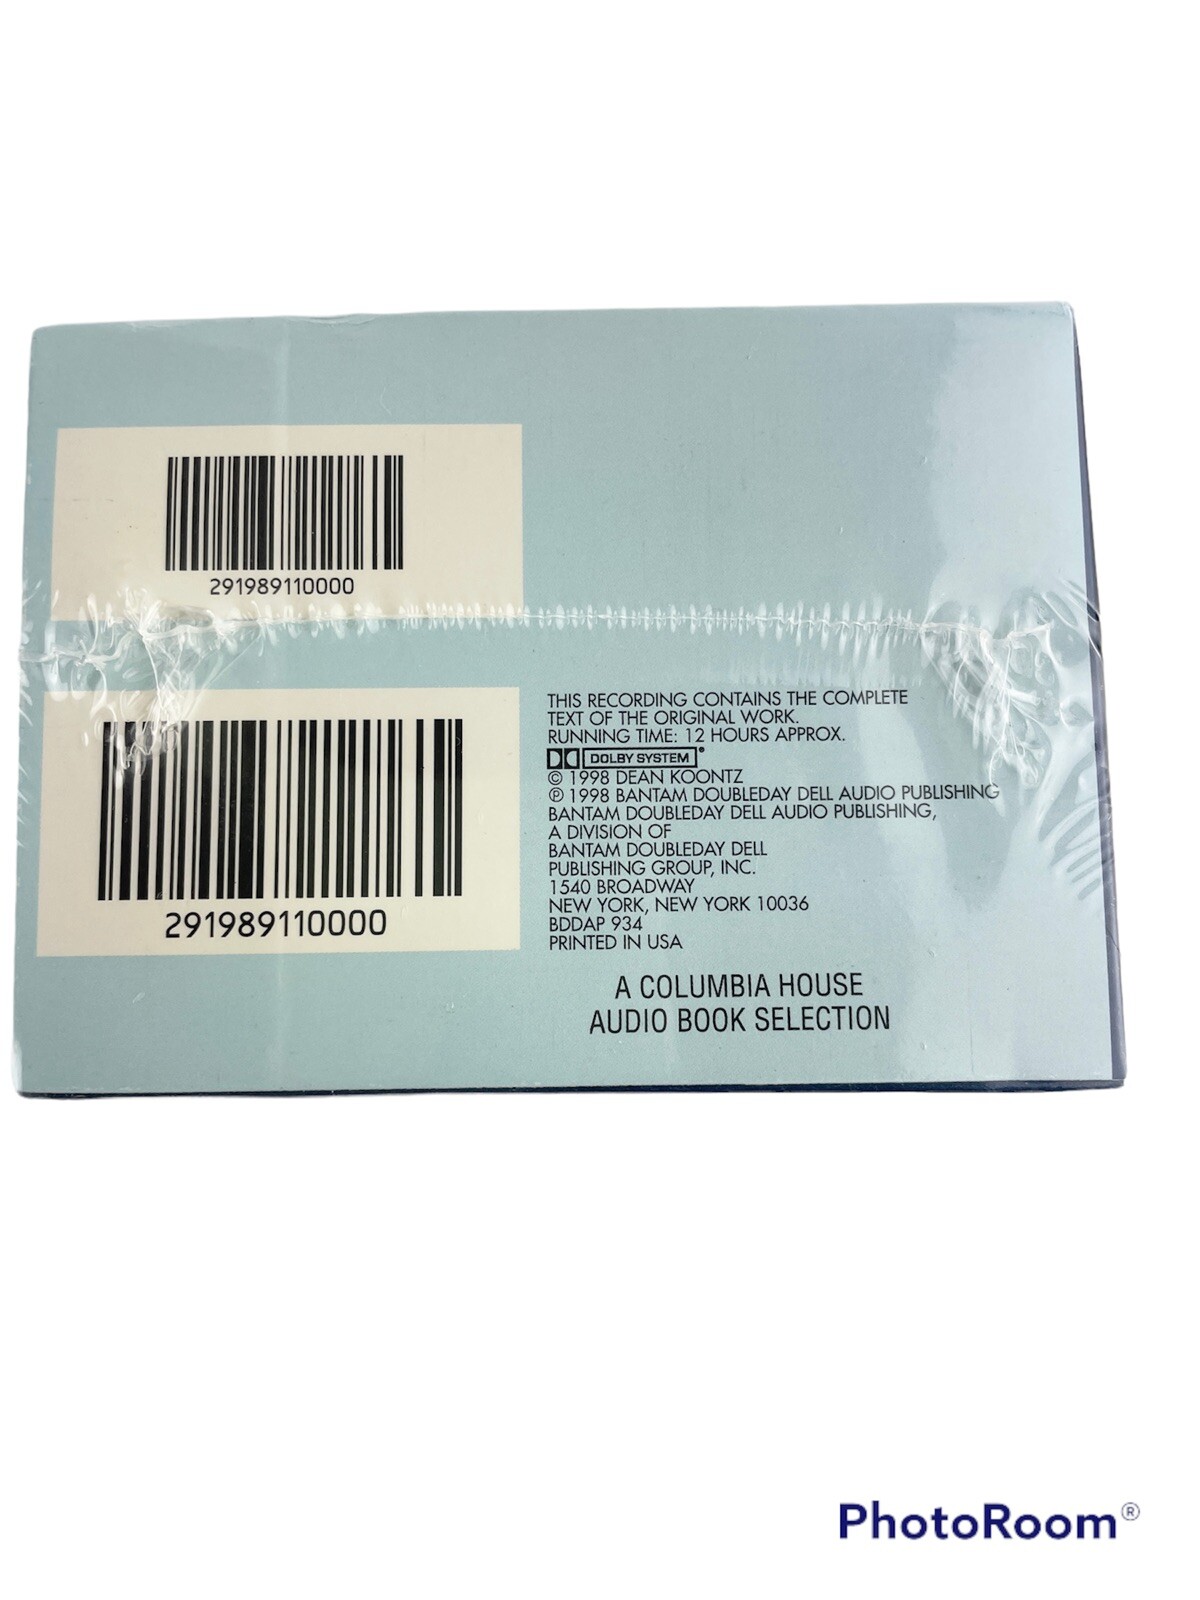 291989110000
291989110000
THIS RECORDING CONTAINS THE COMPLETE
TEXT OF THE ORIGINAL WORK.
RUNNING TIME: 12 HOURS APPROX.
DOLBY SYSTEM®
© 1998 DEAN KOONTZ
℗ 1998 BANTAM DOUBLEDAY DELL AUDIO PUBLISHING
BANTAM DOUBLEDAY DELL AUDIO PUBLISHING,
A DIVISION OF
BANTAM DOUBLEDAY DELL
PUBLISHING GROUP, INC.
1540 BROADWAY
NEW YORK, NEW YORK 10036
BDDAP 934
PRINTED IN USA
A COLUMBIA HOUSE
AUDIO BOOK SELECTION
PhotoRoom®